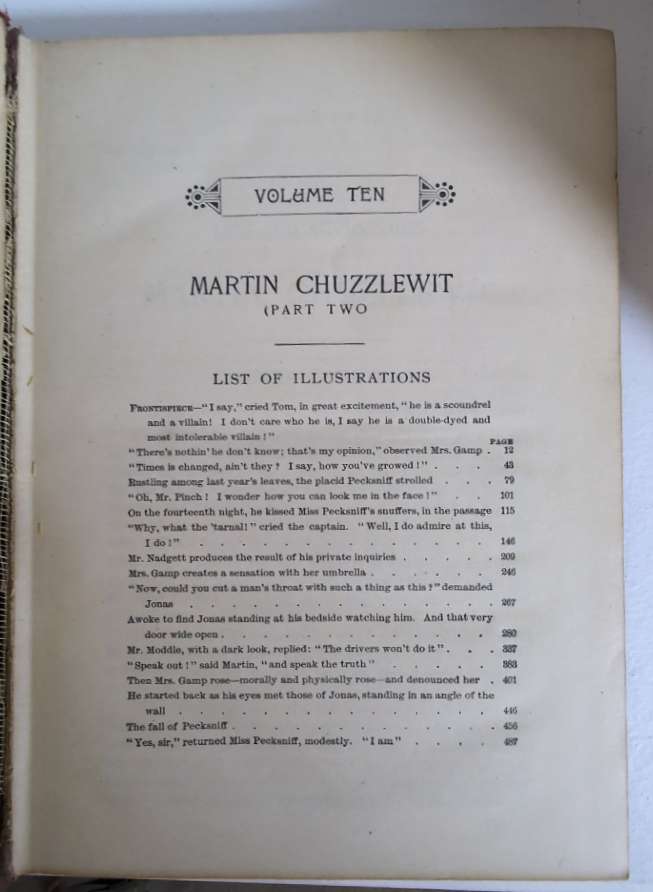 VOLUME TEN
MARTIN CHUZZLEWIT
(PART TWO
LIST OF ILLUSTRATIONS
FRONTISPIECE—"I say," cried Tom, in great excitement, "he is a scoundrel
and a villain! I don't care who he is, I say he is a double-dyed and
most intolerable villain!"
PAGE
"There's nothin' he don't know; that's my opinion," observed Mrs. Gamp . 12
"Times is changed, ain't they? I say, how you've growed!" . . . 43
Rustling among last year's leaves, the placid Pecksniff strolled . . . 79
"Oh, Mr. Pinch! I wonder how you can look me in the face!" . . 101
On the fourteenth night, he kissed Miss Pecksniff's snuffers, in the passage 115
"Why, what the 'tarnal!" cried the captain. "Well, I do admire at this,
I do!" . . . . . . . . . . . . . . 146
Mr. Nadgett produces the result of his private inquiries . . . . . 209
Mrs. Gamp creates a sensation with her umbrella . . . . . 246
"Now, could you cut a man's throat with such a thing as this?" demanded
Jonas . . . . . . . . . . . . . . 267
Awoke to find Jonas standing at his bedside watching him. And that very
door wide open . . . . . . . . . . . . 280
Mr. Moddle, with a dark look, replied: "The drivers won't do it" . . . 337
"Speak out!" said Martin, "and speak the truth" . . . . . 383
Then Mrs. Gamp rose—morally and physically rose—and denounced her . 401
He started back as his eyes met those of Jonas, standing in an angle of the
wall . . . . . . . . . . . . . . 446
The fall of Pecksniff . . . . . . . . . . . . 456
"Yes, sir," returned Miss Pecksniff, modestly. "I am" . . . . 487